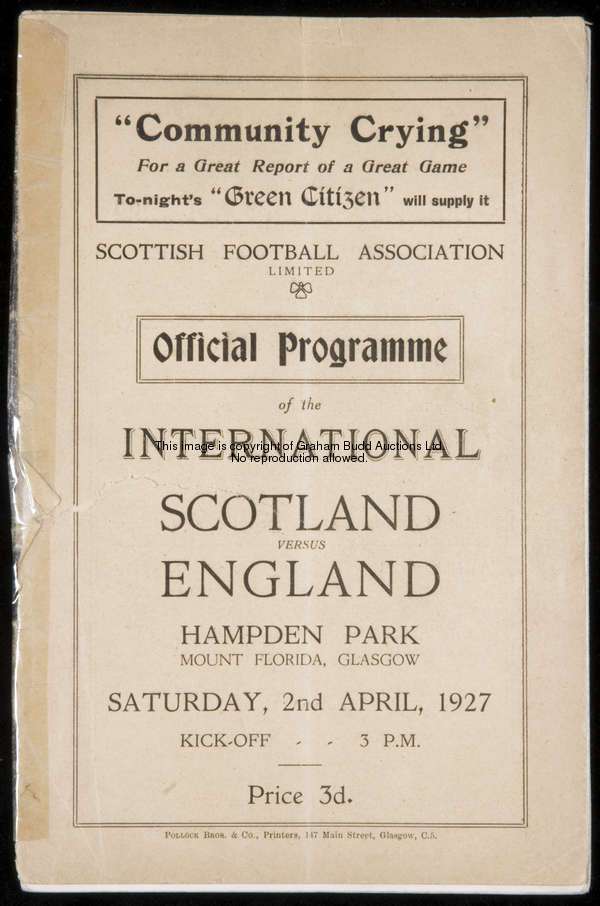 "Community Crying"
For a Great Report of a Great Game
To-night's "Green Citizen" will supply it
SCOTTISH FOOTBALL ASSOCIATION
LIMITED
Official Programme
of the
INTERNATIONAL
This image is copyright of Graham Budd Auctions Ltd.
No reproduction allowed.
SCOTLAND
VERSUS
ENGLAND
HAMPDEN PARK
MOUNT FLORIDA, GLASGOW
SATURDAY, 2nd APRIL, 1927
KICK-OFF - - 3 P.M.
Price 3d.
POLLOCK BROS. & CO., Printers, 147 Main Street, Glasgow, C.5.